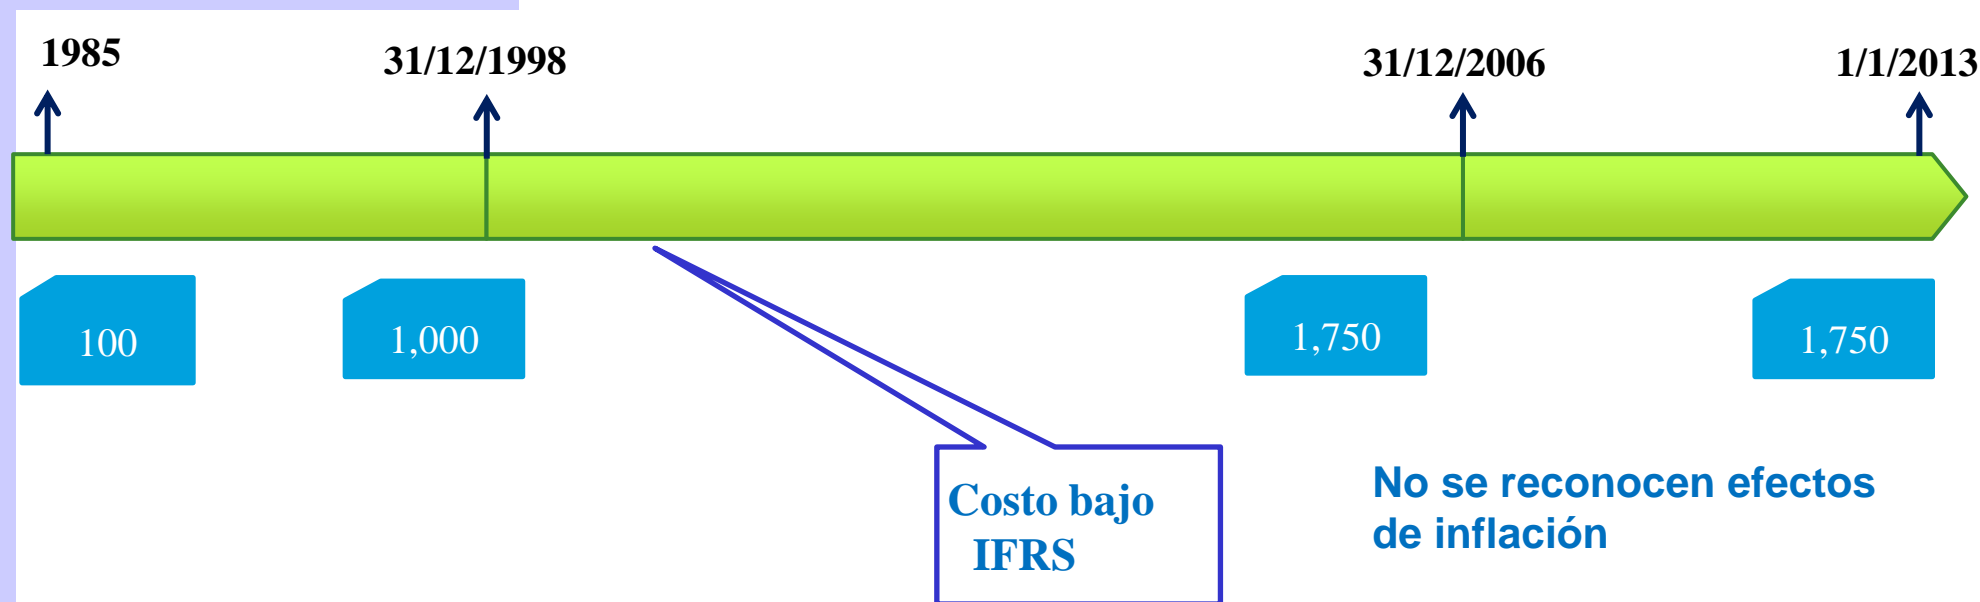 1985
31/12/1998
31/12/2006
1/1/2013
100
1,000
1,750
1,750
Costo bajo
IFRS
No se reconocen efectos
de inflación